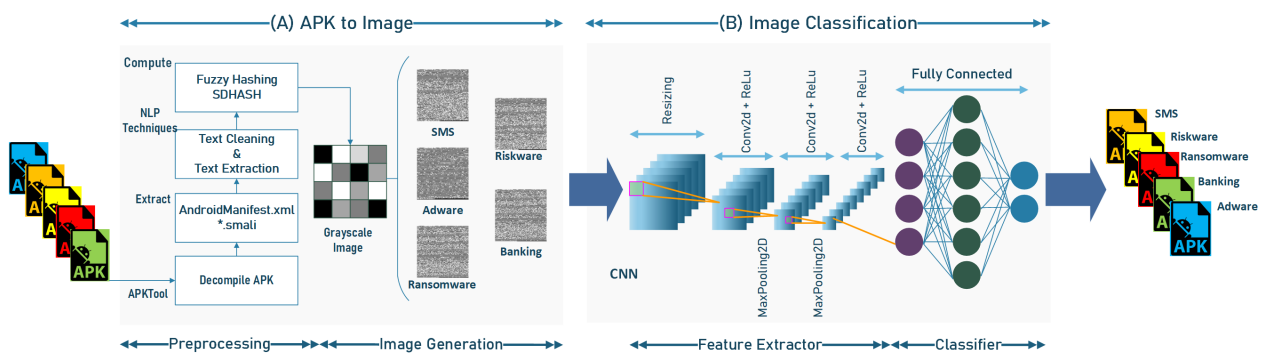 (A) APK to Image
(B) Image Classification
Compute
Fuzzy Hashing
SDHASH
NLP
Techniques
Text Cleaning
&
Text Extraction
Extract
AndroidManifest.xml
*.smali
APKTool
Decompile APK
Grayscale
Image
SMS
Riskware
Adware
Banking
Ransomware
Preprocessing
Image Generation
Resizing
Conv2d + ReLu
Conv2d + ReLu
Conv2d + ReLu
Fully Connected
CNN
MaxPooling2D
MaxPooling2D
Feature Extractor
Classifier
A
A
A
A
APK
SMS
Riskware
Ransomware
Banking
Adware
A
A
A
A
APK